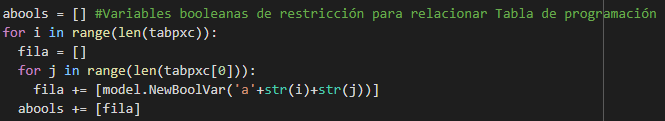 abools = [] #Variables booleanas de restricción para relacionar Tabla de programación
for i in range(len(tabpxc)):
  fila = []
  for j in range(len(tabpxc[0])):
    fila += [model.NewBoolVar('a'+str(i)+str(j))]
  abools += [fila]